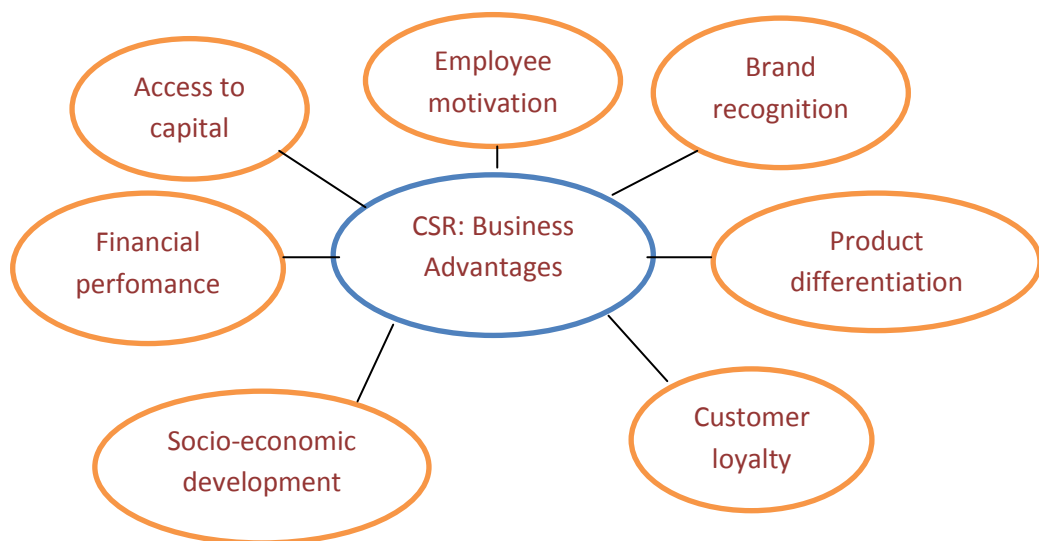 Employee
motivation
Brand
recognition
Access to
capital
CSR: Business
Advantages
Financial
perfomance
Product
differentiation
Socio-economic
development
Customer
loyalty